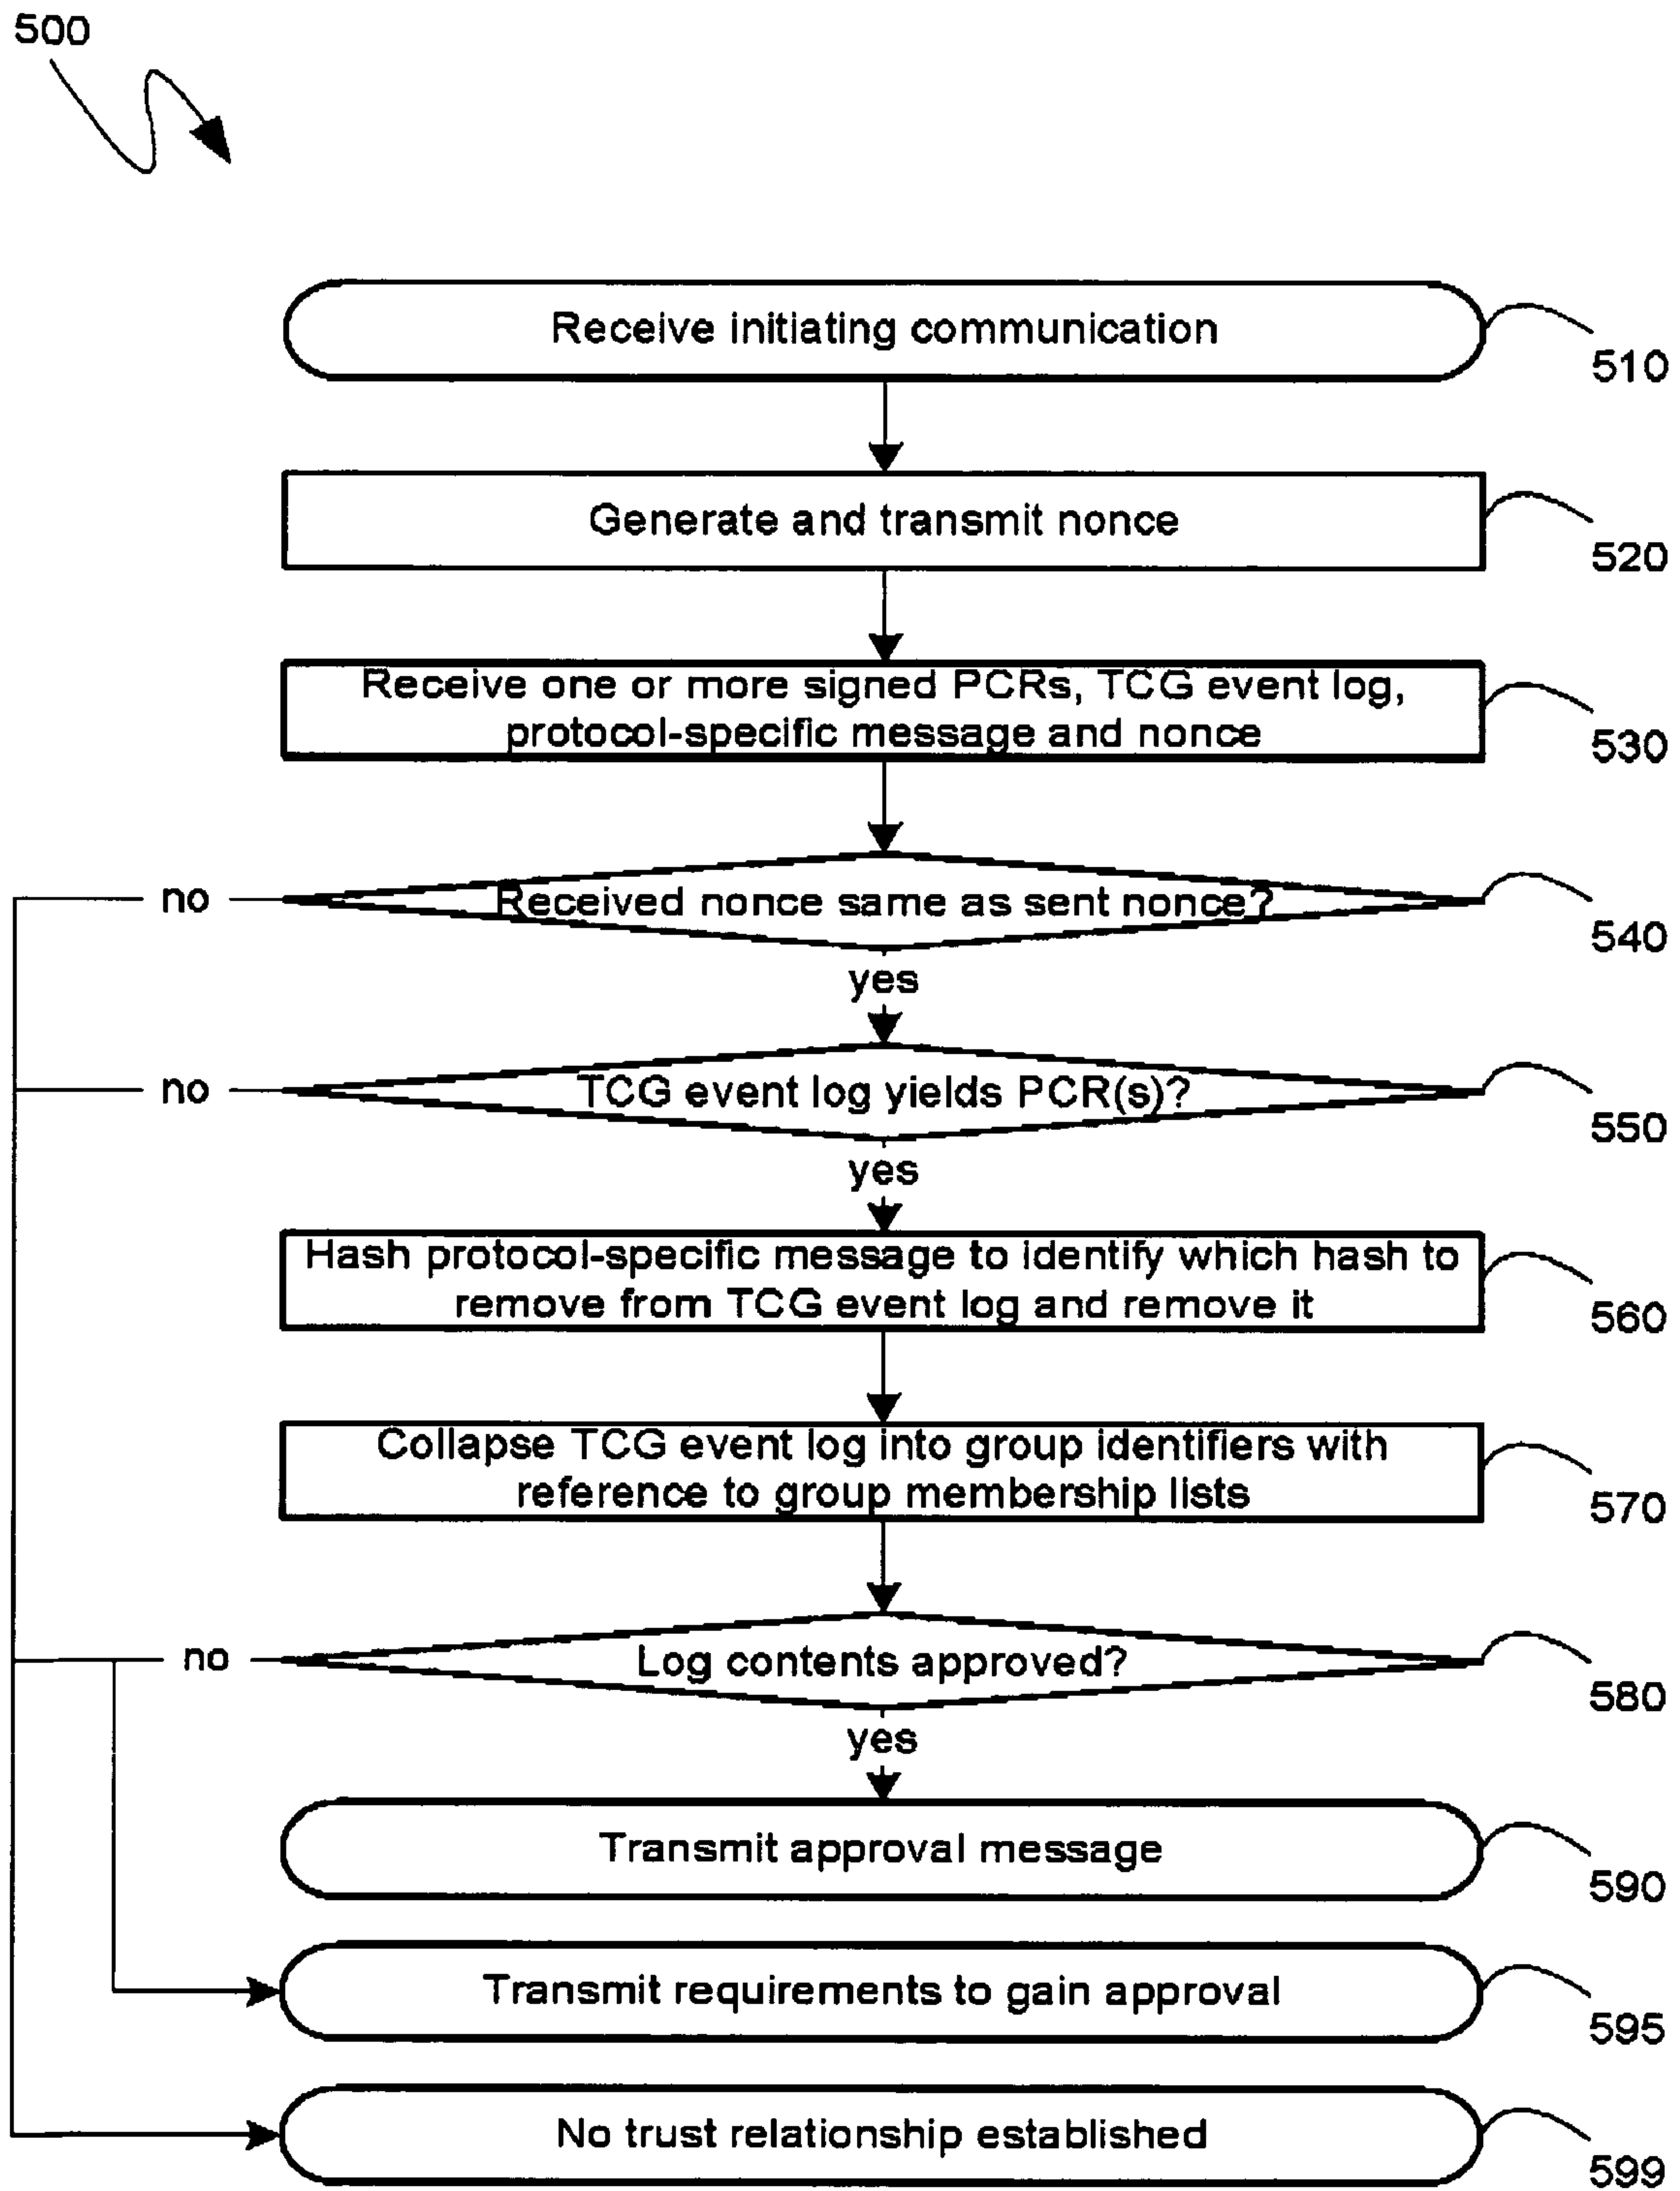 500
Receive initiating communication
510
Generate and transmit nonce
520
Receive one or more signed PCRs, TCG event log,
protocol-specific message and nonce
530
no
Received nonce same as sent nonce?
540
yes
no
TCG event log yields PCR(s)?
550
yes
Hash protocol-specific message to identify which hash to
remove from TCG event log and remove it
560
Collapse TCG event log into group identifiers with
reference to group membership lists
570
no
Log contents approved?
580
yes
Transmit approval message
590
Transmit requirements to gain approval
595
No trust relationship established
599